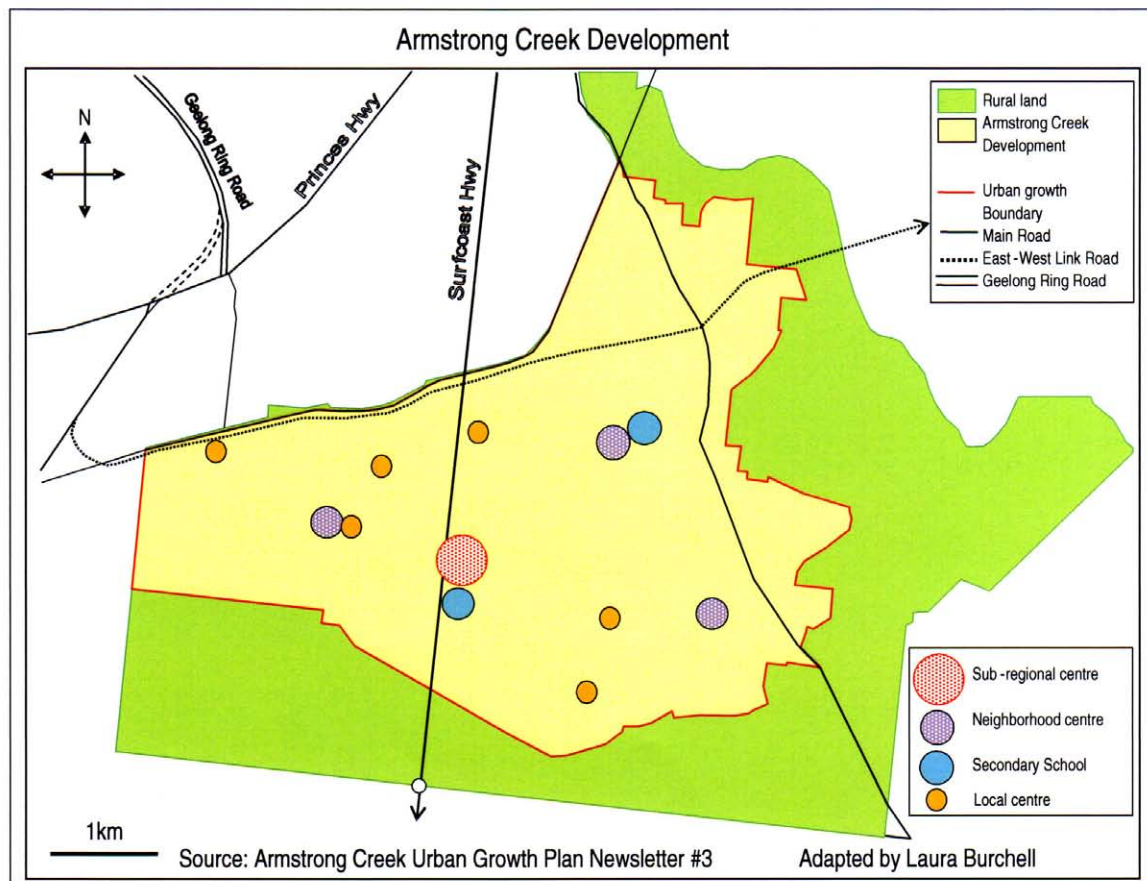 Armstrong Creek Development
N
Geelong Ring Road
Princes Hwy
Surfcoast Hwy
Rural land
Armstrong Creek
Development
Urban growth
Boundary
Main Road
East -West Link Road
Geelong Ring Road
Sub -regional centre
Neighborhood centre
Secondary School
Local centre
1km
Source: Armstrong Creek Urban Growth Plan Newsletter #3
Adapted by Laura Burchell